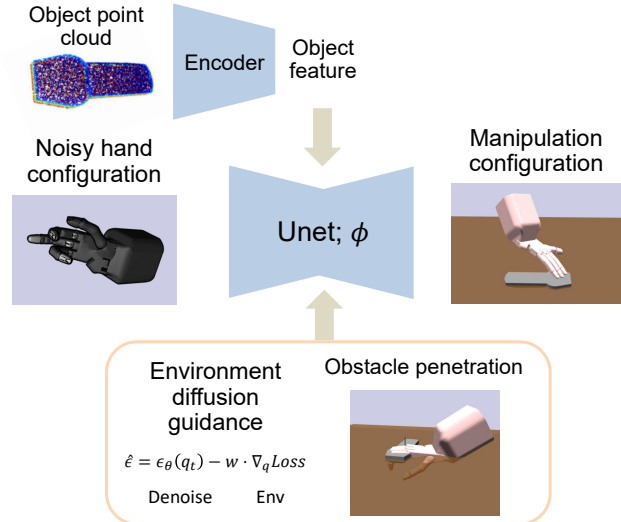 Object point
cloud
Encoder
Object
feature
Noisy hand
configuration
Unet; ϕ
Manipulation
configuration
Environment
diffusion
guidance
ϵ̂ = ϵ_θ(q_t) − w · ∇_q Loss
Denoise Env
Obstacle penetration